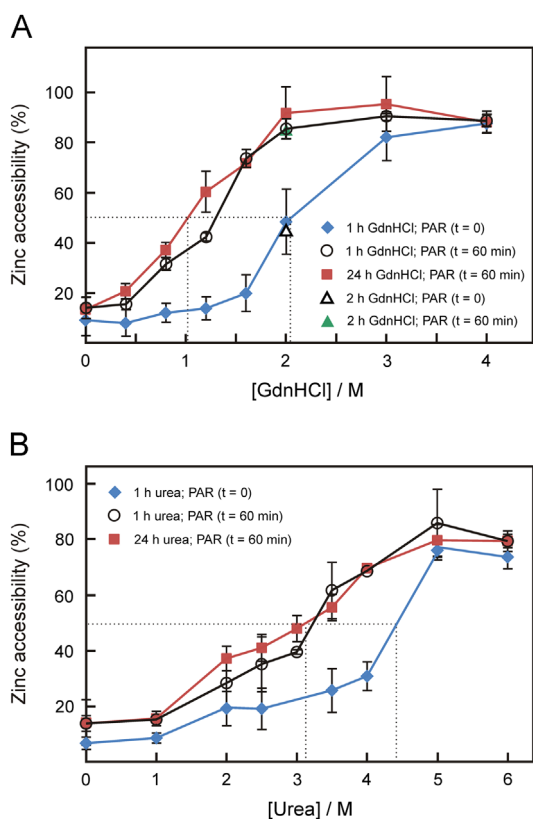 A
Zinc accessibility (%)
100
80
60
40
20
0
1
2
3
4
[GdnHCl] / M
1 h GdnHCl; PAR (t = 0)
1 h GdnHCl; PAR (t = 60 min)
24 h GdnHCl; PAR (t = 60 min)
2 h GdnHCl; PAR (t = 0)
2 h GdnHCl; PAR (t = 60 min)
B
Zinc accessibility (%)
100
80
60
40
20
0
1
2
3
4
5
6
[Urea] / M
1 h urea; PAR (t = 0)
1 h urea; PAR (t = 60 min)
24 h urea; PAR (t = 60 min)